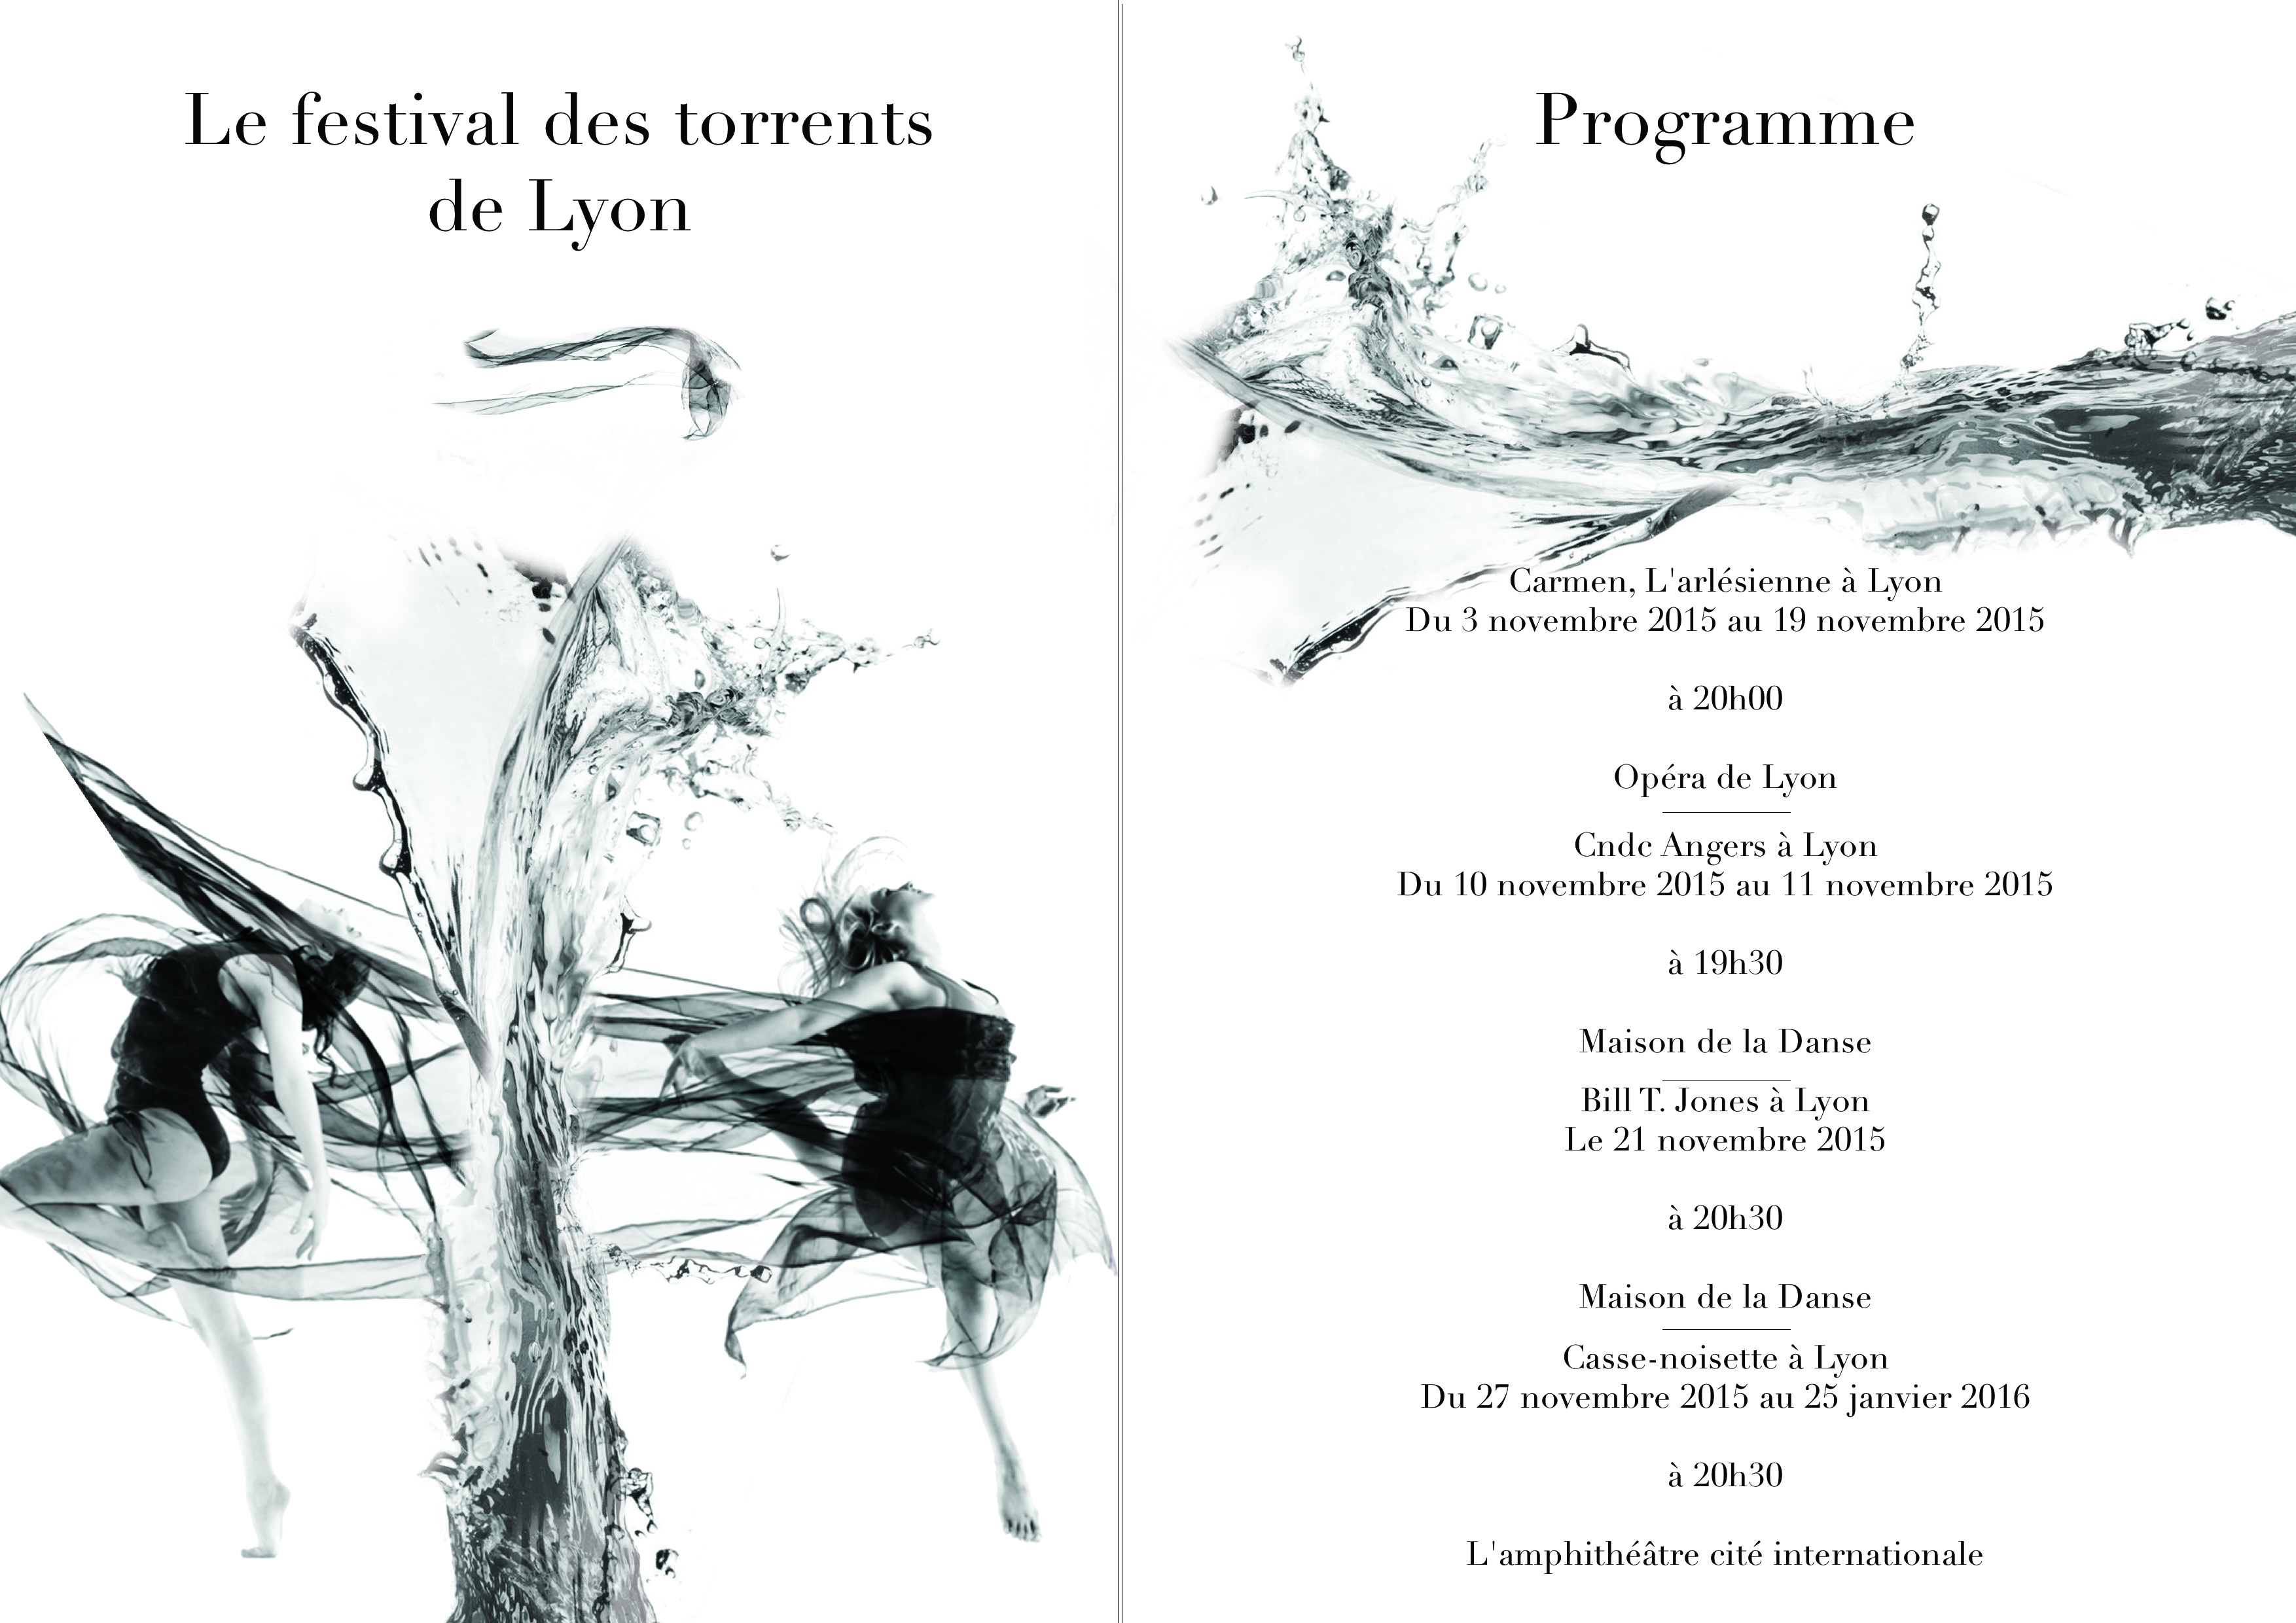 Le festival des torrents
de Lyon
Programme
Carmen, L'arlésienne à Lyon
Du 3 novembre 2015 au 19 novembre 2015
à 20h00
Opéra de Lyon
Cndc Angers à Lyon
Du 10 novembre 2015 au 11 novembre 2015
à 19h30
Maison de la Danse
Bill T. Jones à Lyon
Le 21 novembre 2015
à 20h30
Maison de la Danse
Casse-noisette à Lyon
Du 27 novembre 2015 au 25 janvier 2016
à 20h30
L'amphithéâtre cité internationale